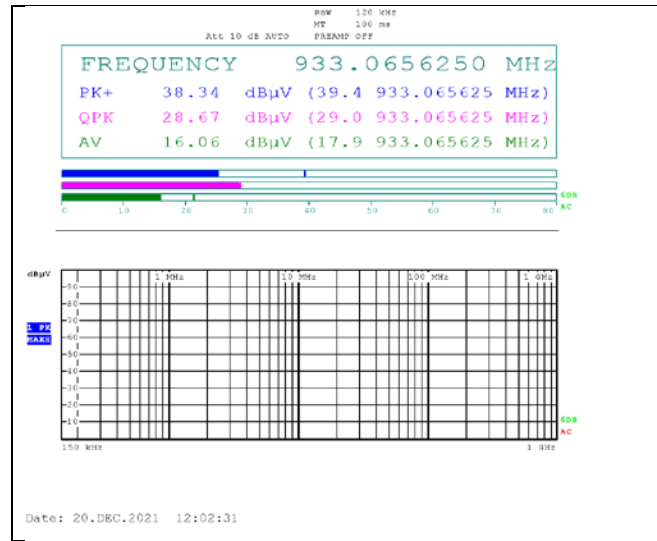 RBW 120 kHz
MT 100 ms
Att 10 dB AUTO PREAMP OFF
FREQUENCY 933.0656250 MHz
PK+ 38.34 dBµV (39.4 933.065625 MHz)
QPK 28.67 dBµV (29.0 933.065625 MHz)
AV 16.06 dBµV (17.9 933.065625 MHz)
6DB
0 10 20 30 40 50 60 70 80 AC
dBµV 1 MHz 10 MHz 100 MHz 1 GHz
90
80
70
1 PK
MAXH
60
50
40
30
20
10
6DB
AC
150 kHz 1 GHz
Date: 20.DEC.2021 12:02:31